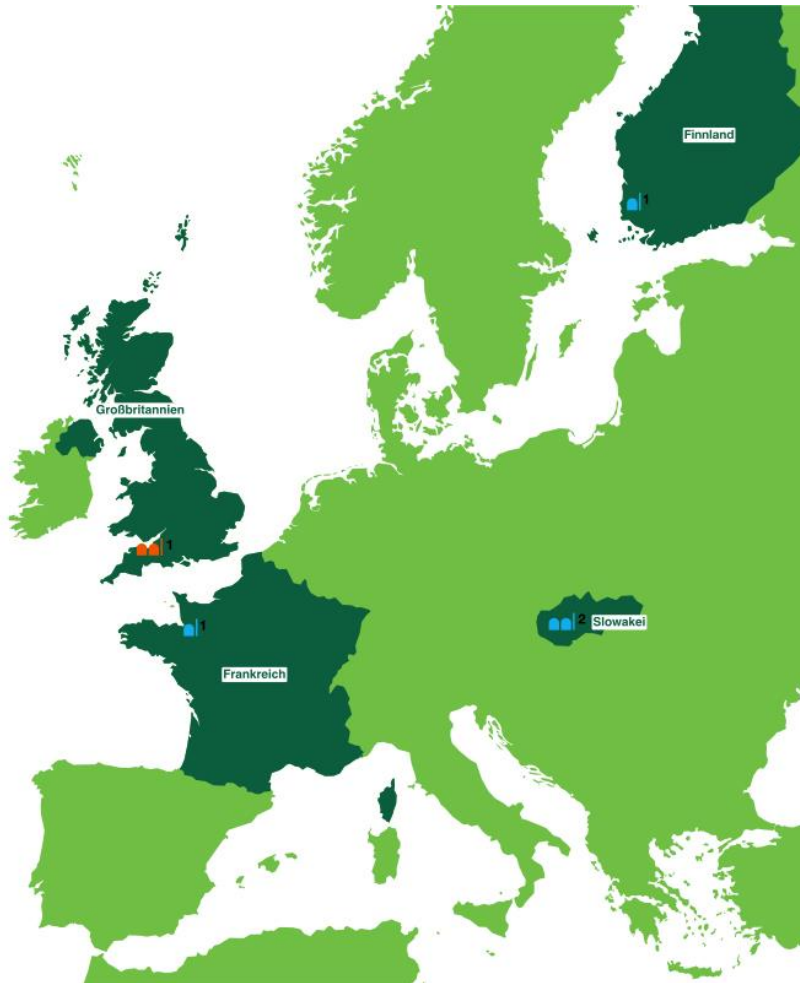 Finnland
1
Großbritannien
1
1
2
Slowakei
Frankreich